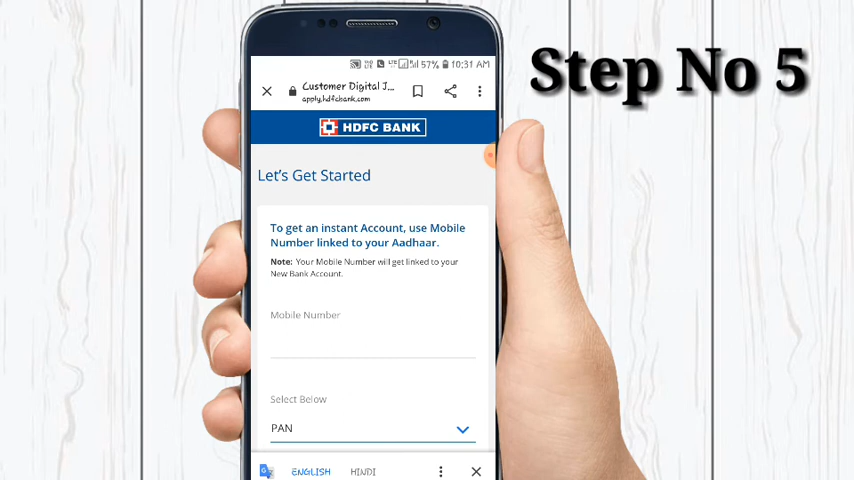 Step No 5
57% 10:31 AM
Customer Digital J...
apply.hdfcbank.com
HDFC BANK
Let's Get Started
To get an instant Account, use Mobile
Number linked to your Aadhaar.
Note: Your Mobile Number will get linked to your
New Bank Account.
Mobile Number
Select Below
PAN
ENGLISH HINDI